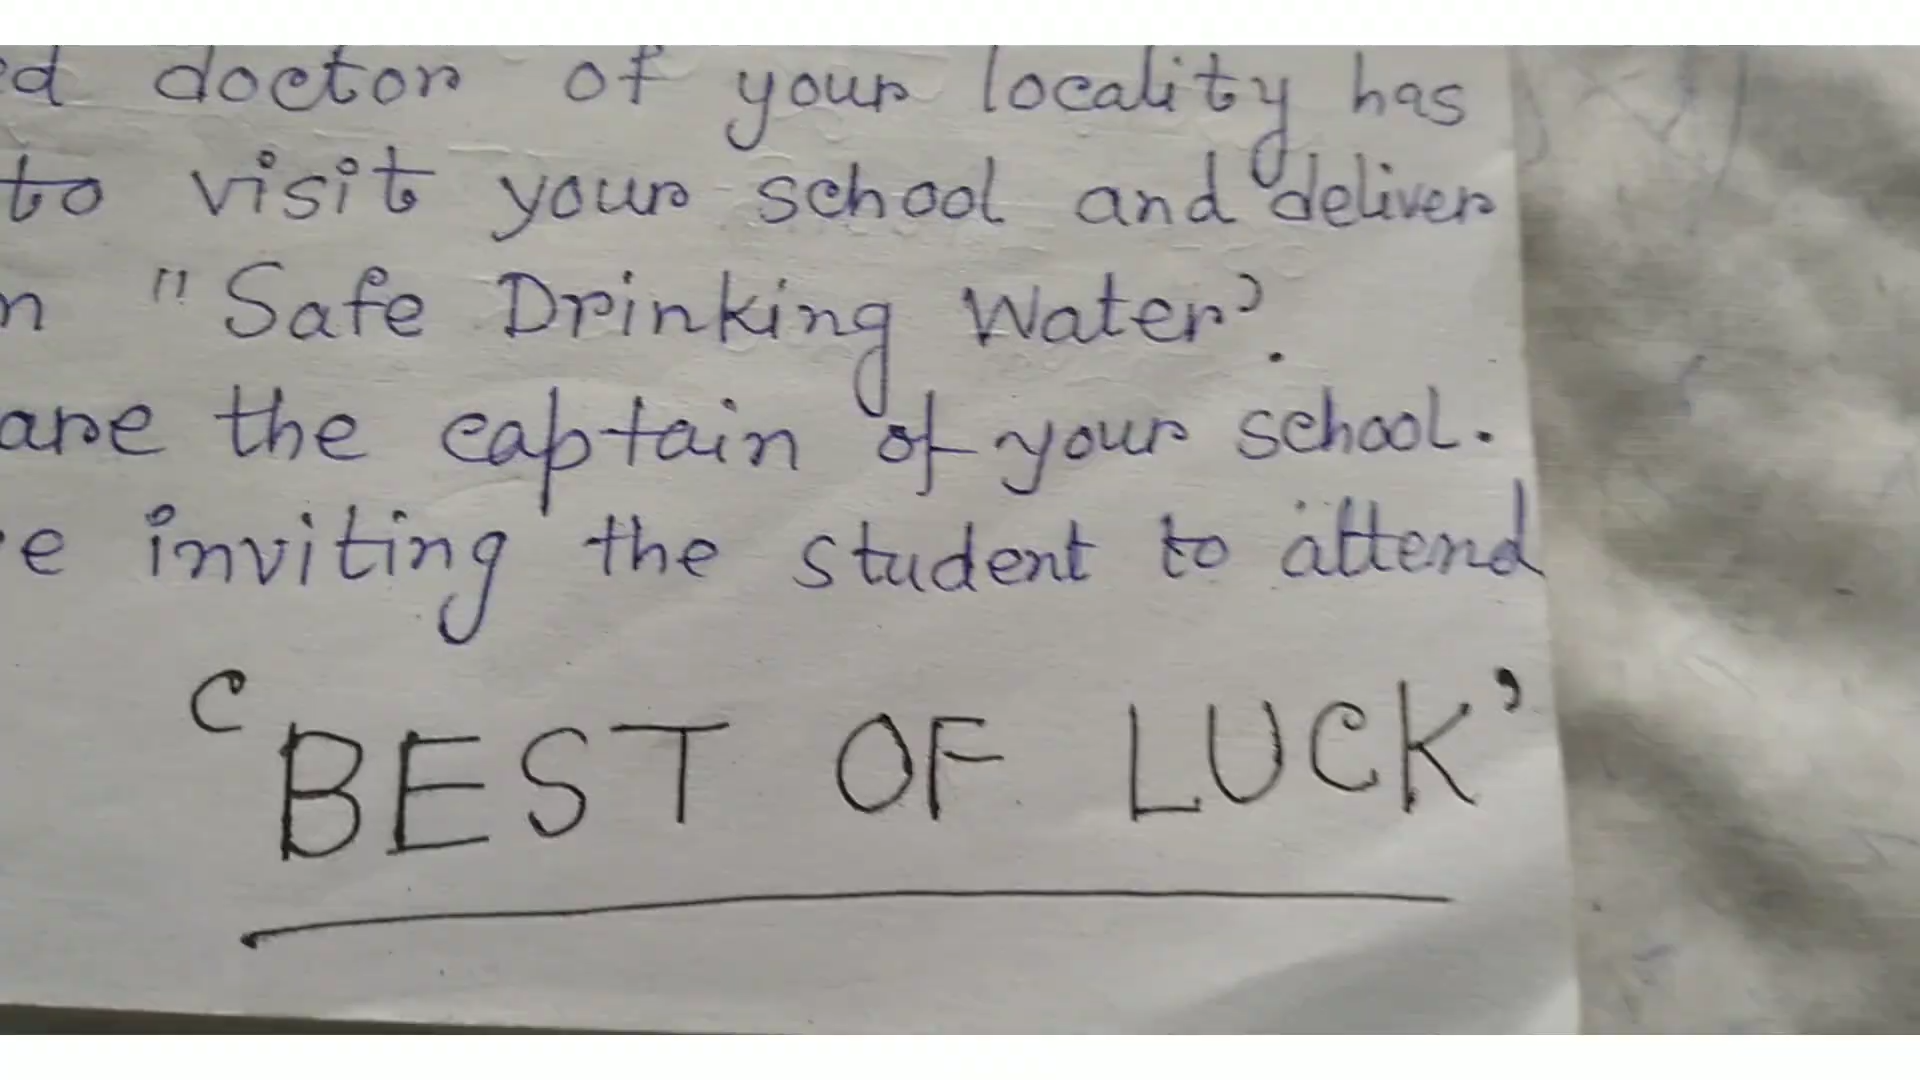 ed doctor of your locality has
to visit your school and deliver
n "Safe Drinking Water".
are the captain of your school.
e inviting the student to attend
'BEST OF LUCK'